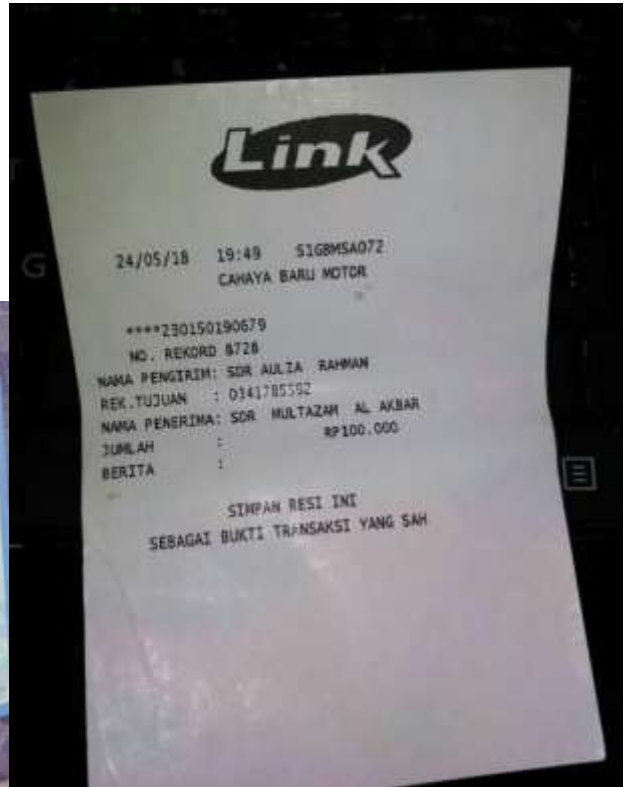 Link
24/05/18 19:49 S1GBMSA072
CAHAYA BARU MOTOR
****230150190679
NO. REKORD 8728
NAMA PENGIRIM: SDR AULIA RAHMAN
REK.TUJUAN : 0341785592
NAMA PENERIMA: SDR MULTAZAM AL AKBAR
JUMLAH : RP100.000
BERITA :
SIMPAN RESI INI
SEBAGAI BUKTI TRANSAKSI YANG SAH
G